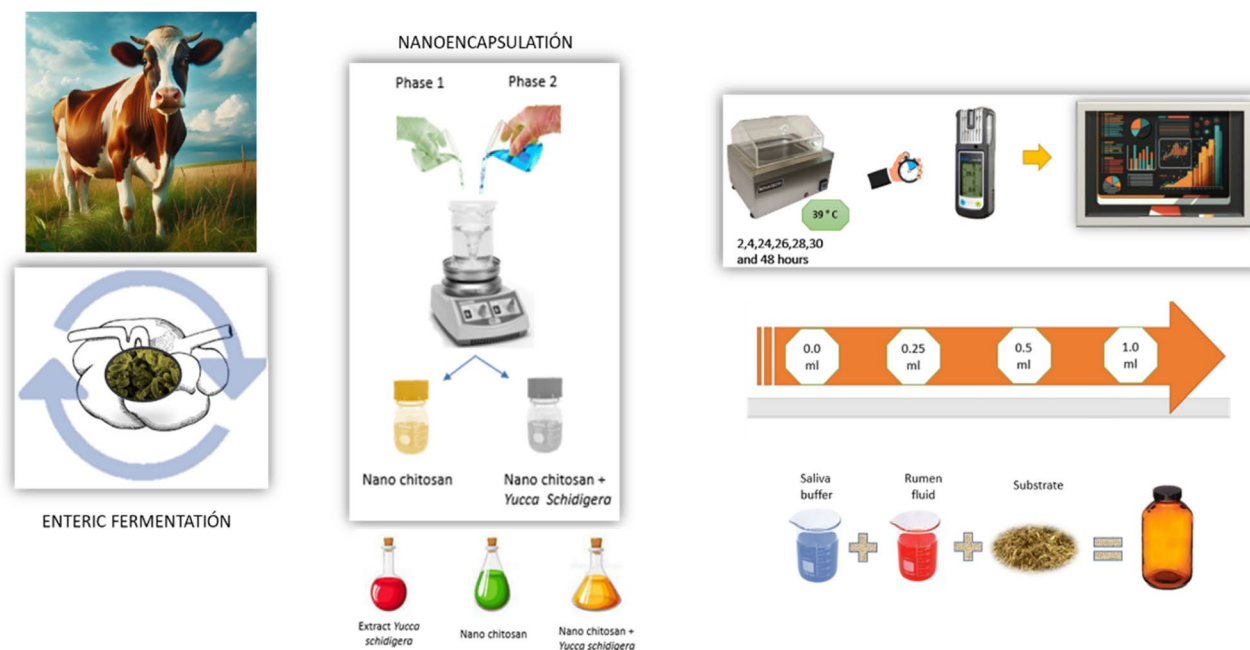 ENTERIC FERMENTATIÓN
NANOENCAPSULATIÓN
Phase 1
Phase 2
Nano chitosan
Nano chitosan +
Yucca Schidigera
Extract Yucca
schidigera
Nano chitosan
Nano chitosan +
Yucca schidigera
39 ° C
2,4,24,26,28,30
and 48 hours
0.0
ml
0.25
ml
0.5
ml
1.0
ml
Saliva
buffer
Rumen
fluid
Substrate